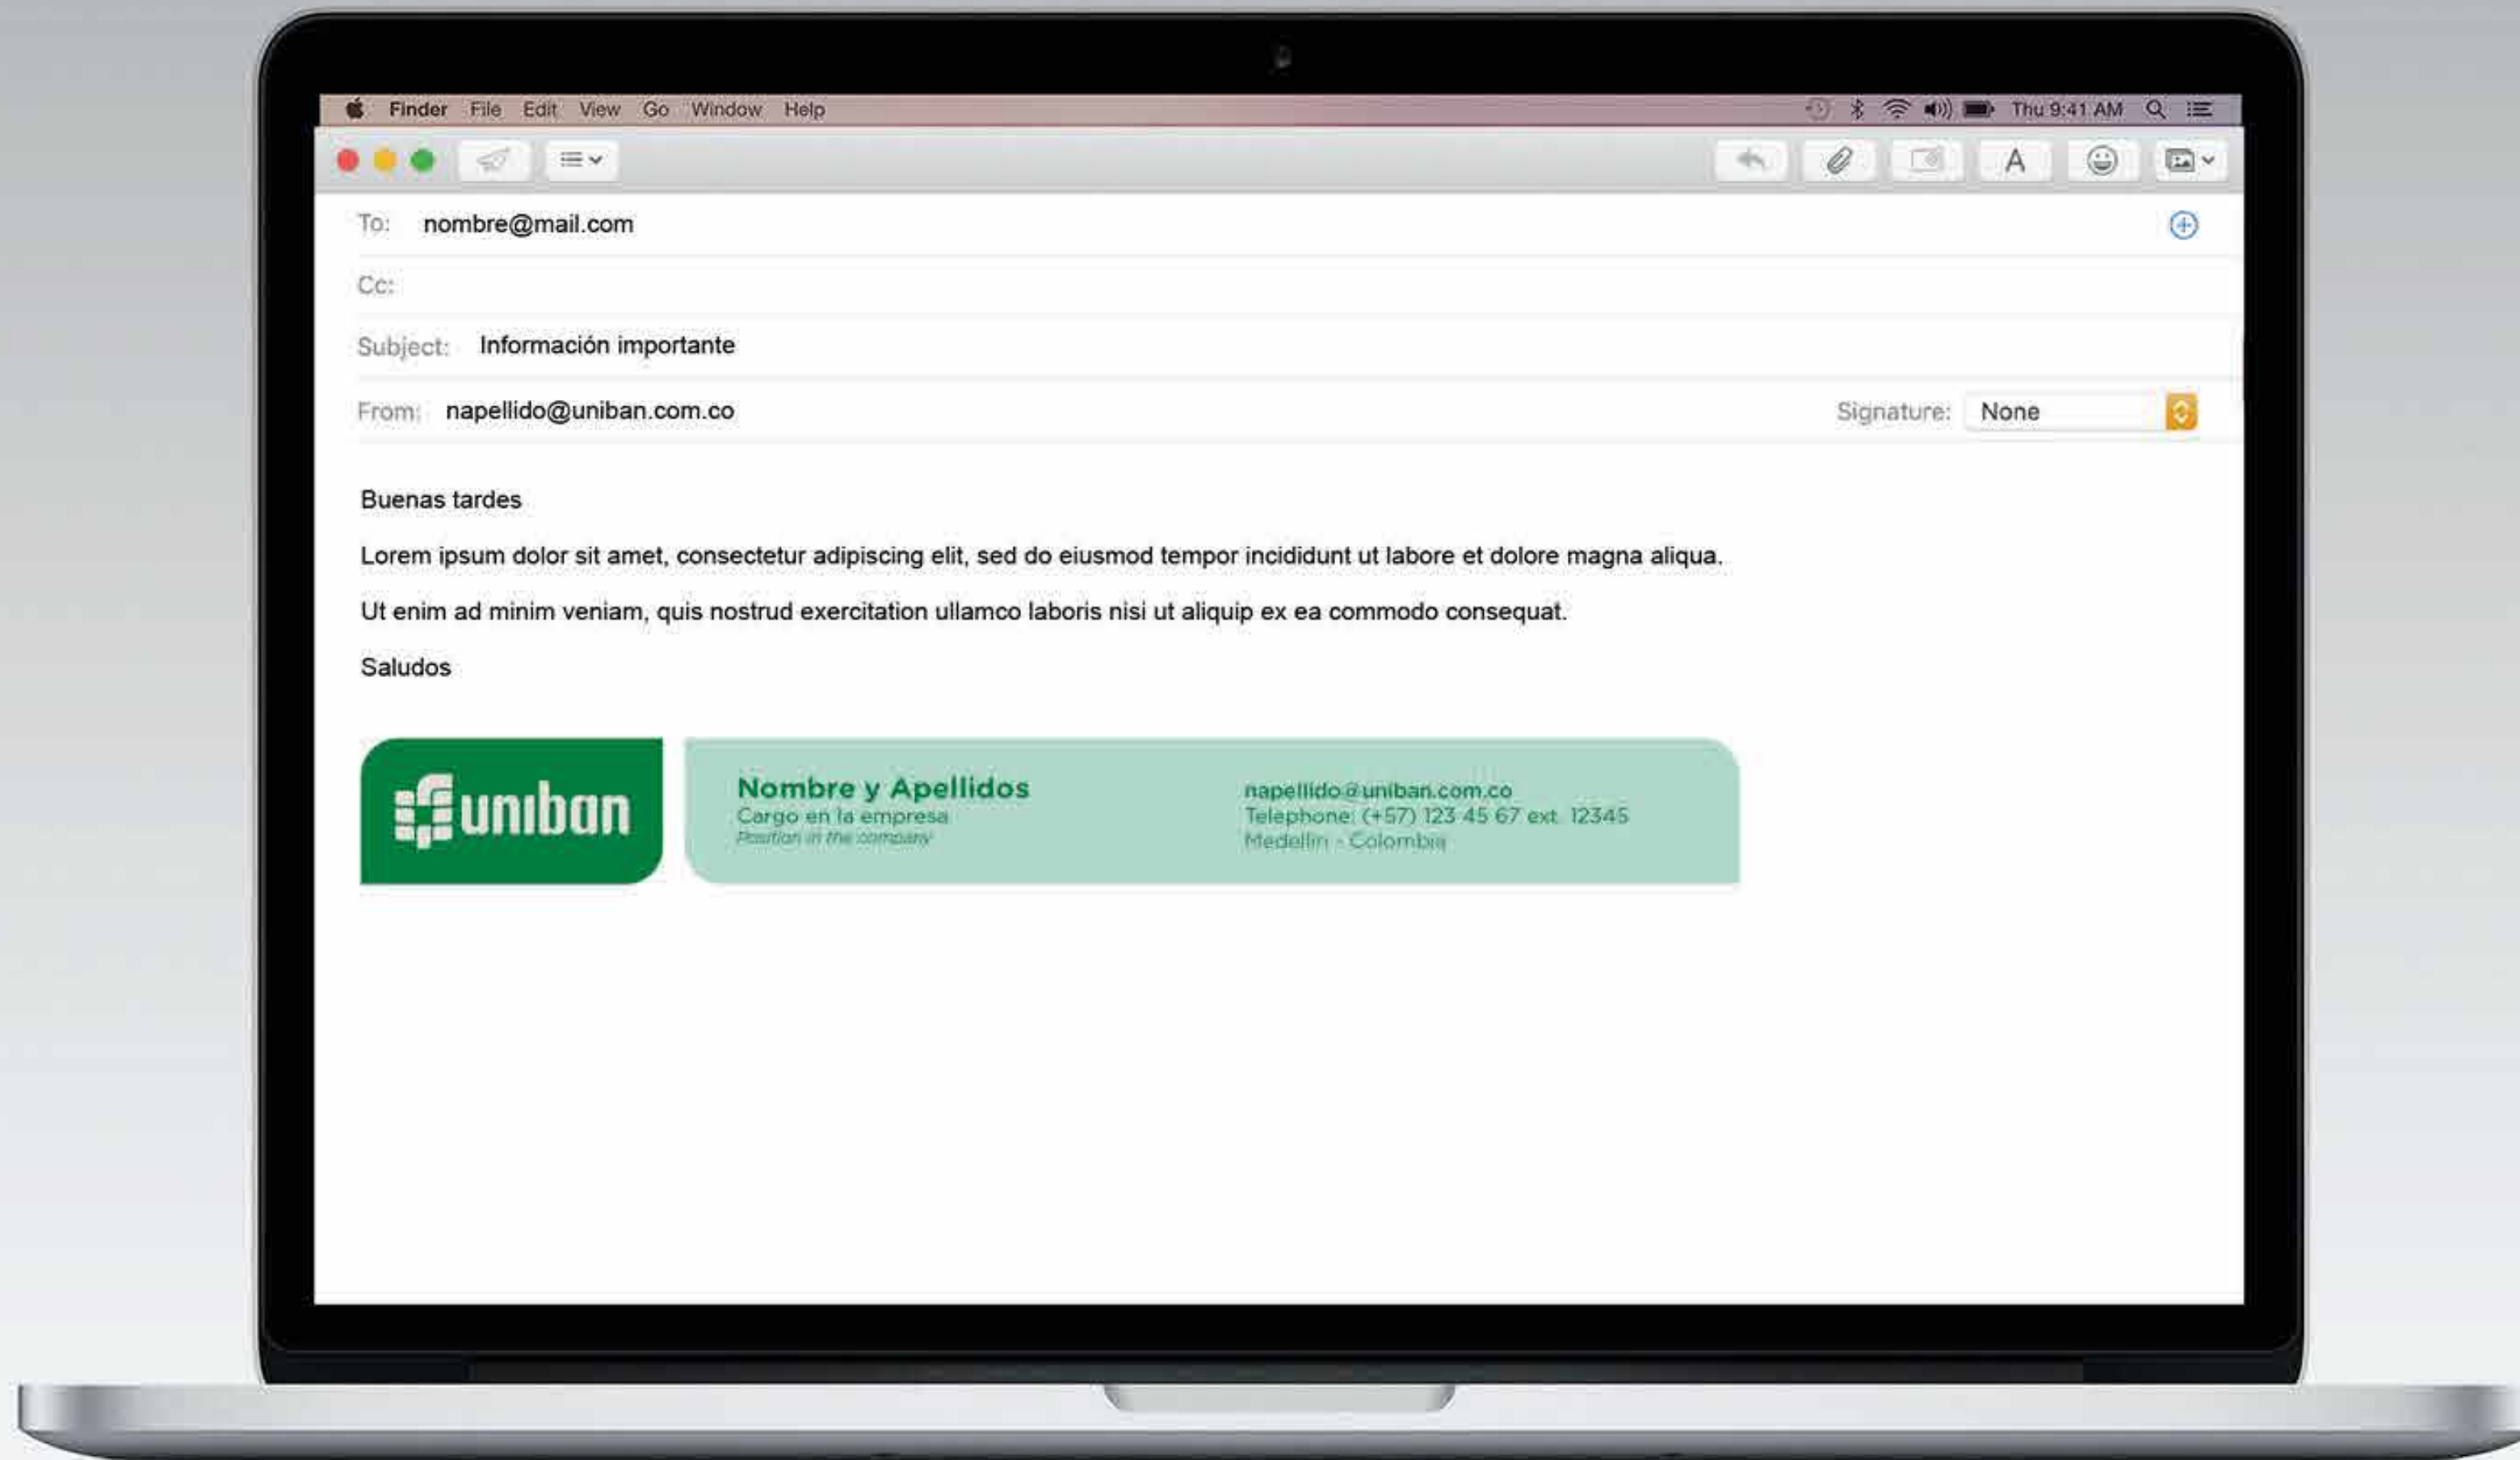 Finder File Edit View Go Window Help Thu 9:41 AM
A
To: nombre@mail.com
Cc:
Subject: Información importante
From: napellido@uniban.com.co Signature: None
Buenas tardes
Lorem ipsum dolor sit amet, consectetur adipiscing elit, sed do eiusmod tempor incididunt ut labore et dolore magna aliqua.
Ut enim ad minim veniam, quis nostrud exercitation ullamco laboris nisi ut aliquip ex ea commodo consequat.
Saludos
uniban
Nombre y Apellidos
Cargo en la empresa
Position in the company
napellido@uniban.com.co
Telephone: (+57) 123 45 67 ext. 12345
Medellín - Colombia